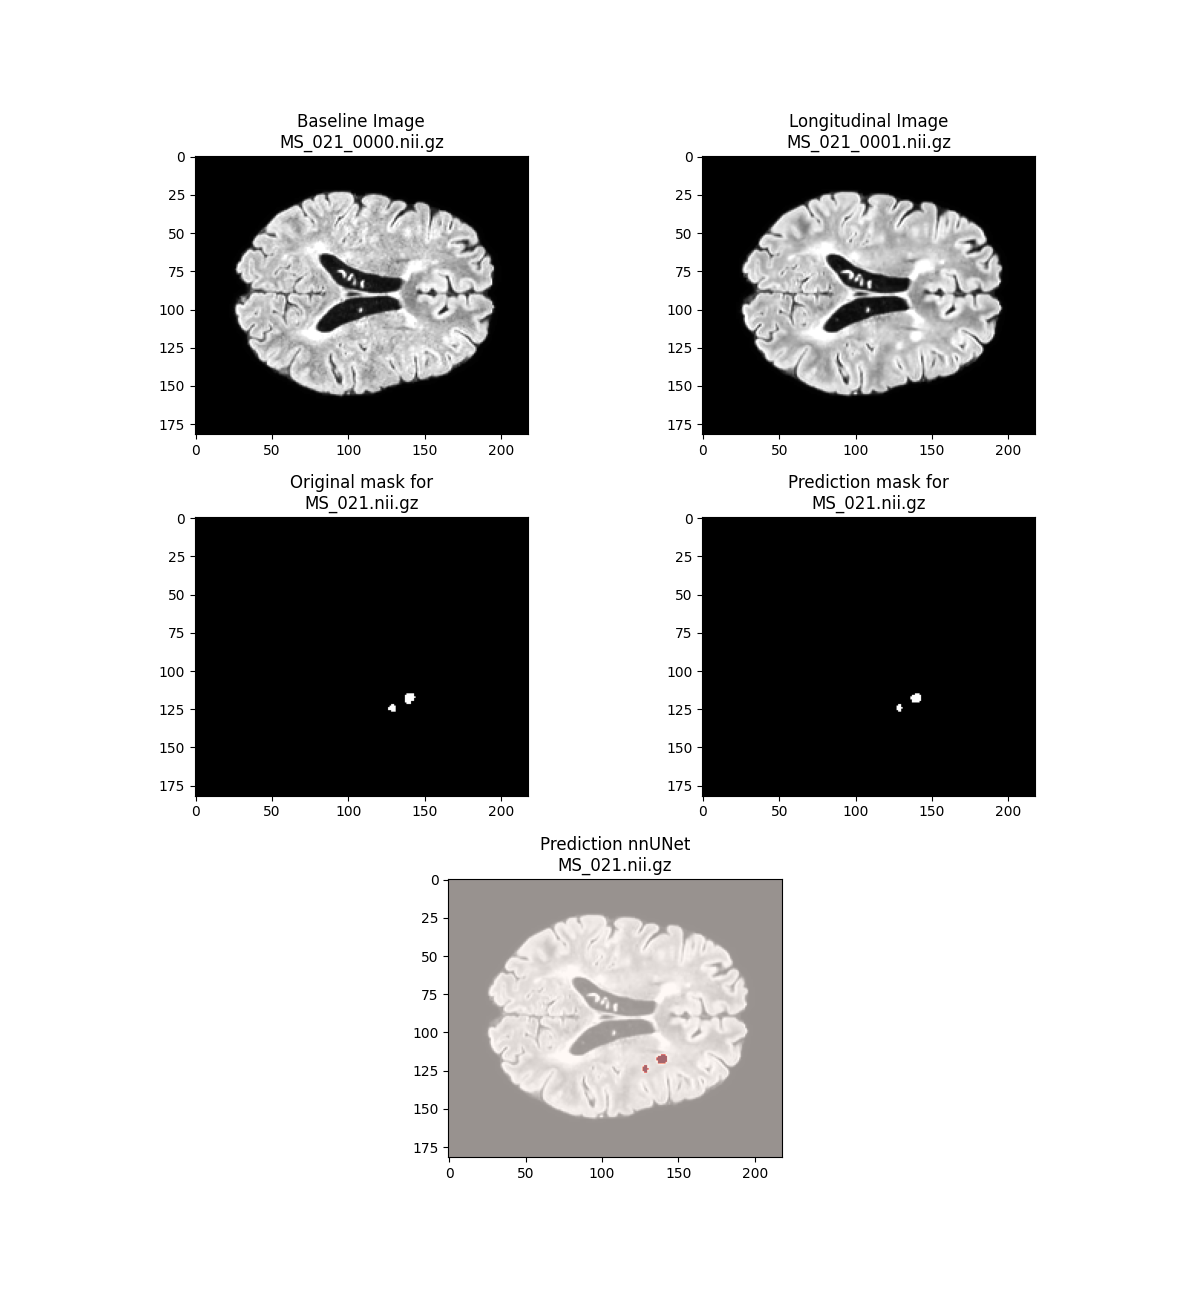 Baseline Image
MS_021_0000.nii.gz
0
25
50
75
100
125
150
175
0 50 100 150 200
Longitudinal Image
MS_021_0001.nii.gz
0
25
50
75
100
125
150
175
0 50 100 150 200
Original mask for
MS_021.nii.gz
0
25
50
75
100
125
150
175
0 50 100 150 200
Prediction mask for
MS_021.nii.gz
0
25
50
75
100
125
150
175
0 50 100 150 200
Prediction nnUNet
MS_021.nii.gz
0
25
50
75
100
125
150
175
0 50 100 150 200